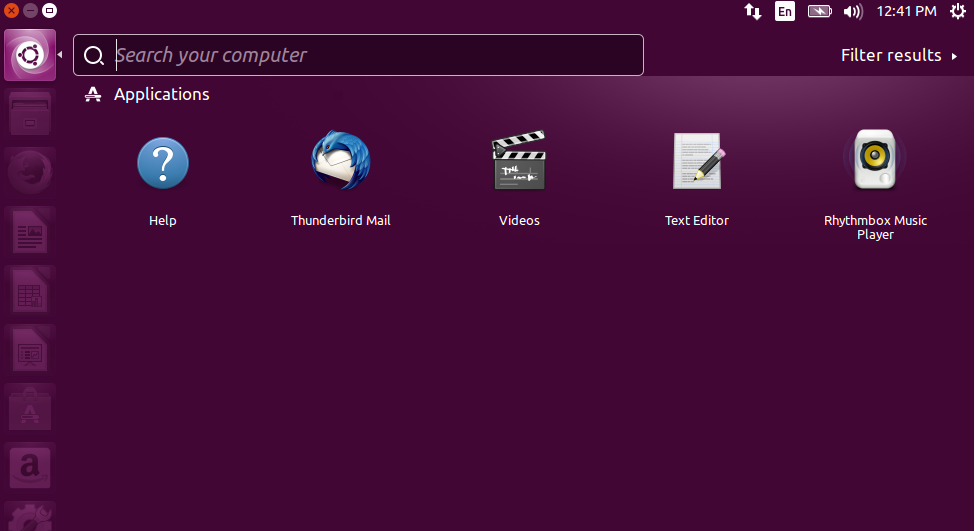 En
12:41 PM
Search your computer
Filter results
Applications
Help
Thunderbird Mail
Videos
Text Editor
Rhythmbox Music
Player